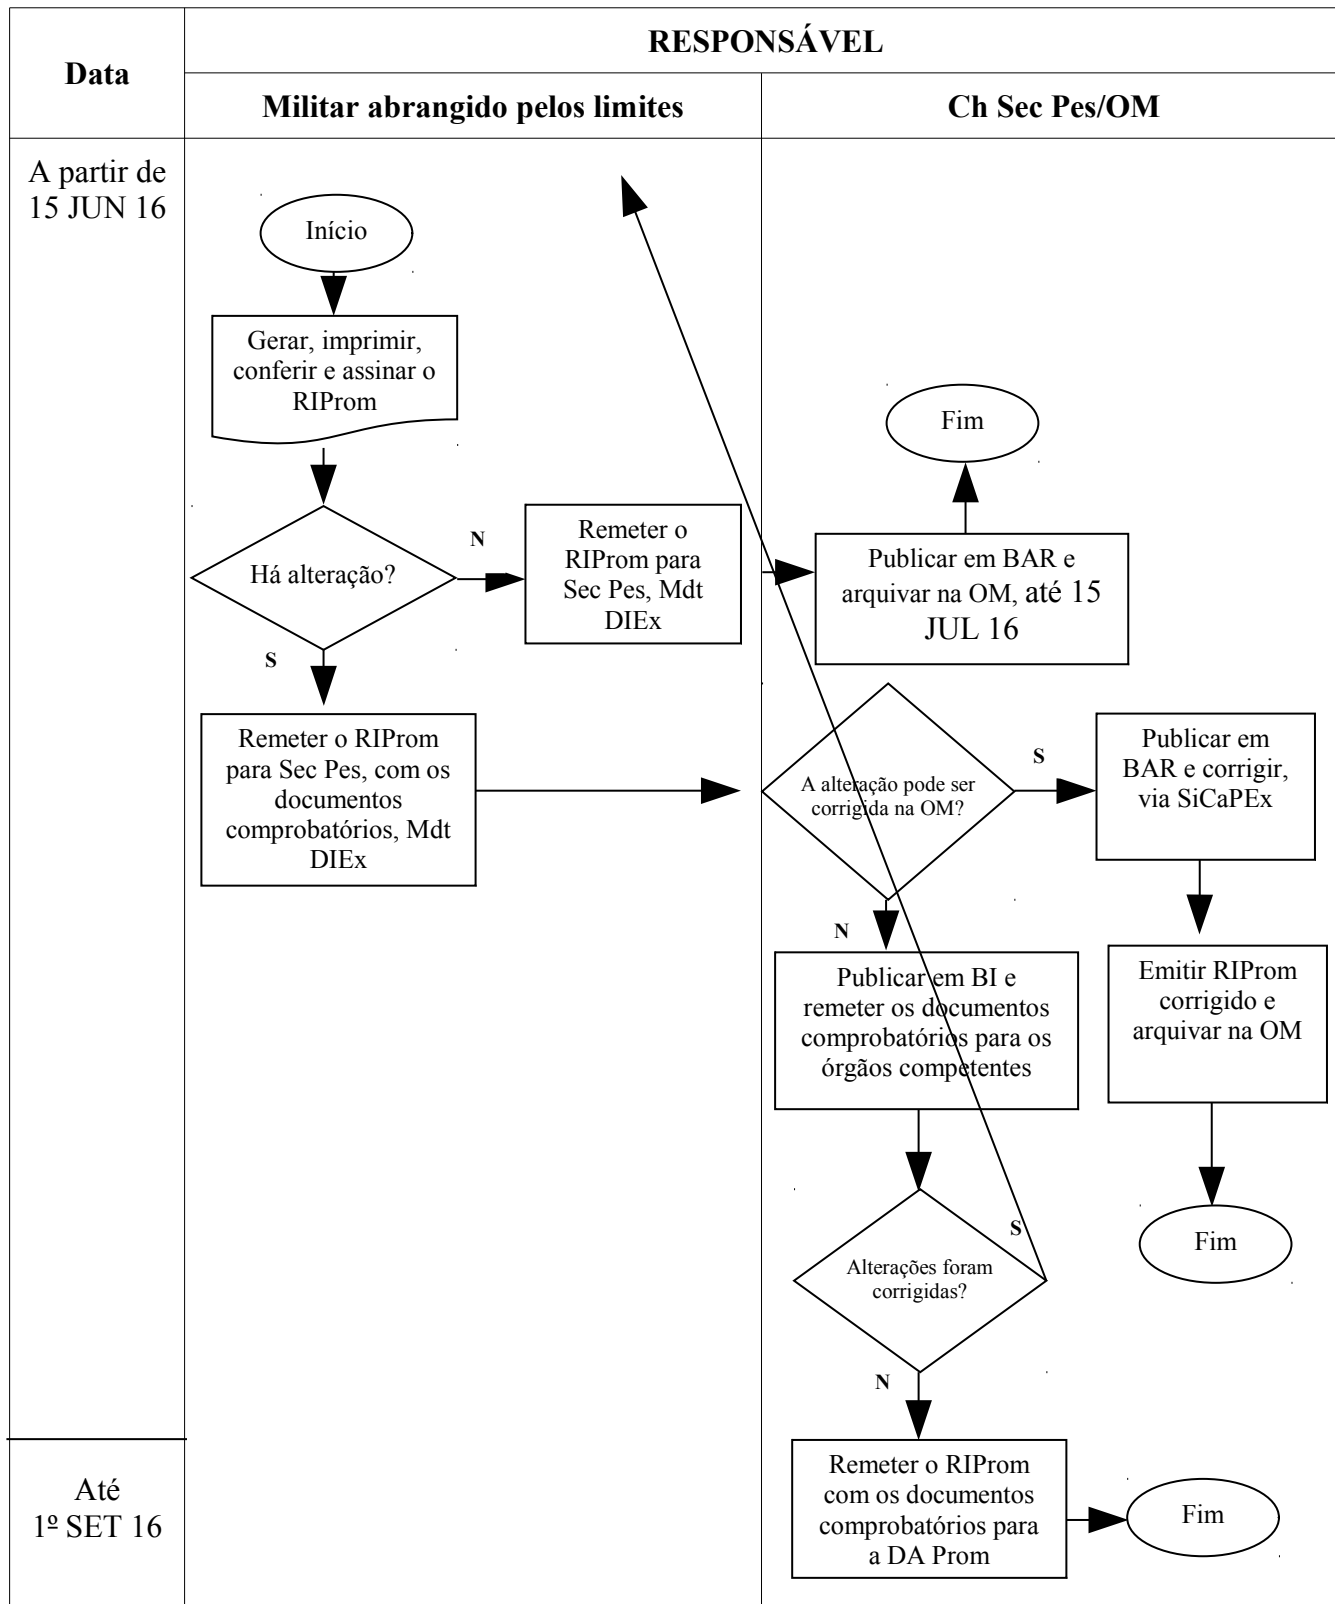 Data
RESPONSÁVEL
Militar abrangido pelos limites
Ch Sec Pes/OM
A partir de
15 JUN 16
Início
Gerar, imprimir,
conferir e assinar o
RIProm
Há alteração?
N
Remeter o
RIProm para
Sec Pes, Mdt
DIEx
Publicar em BAR e
arquivar na OM, até 15
JUL 16
Fim
S
Remeter o RIProm
para Sec Pes, com os
documentos
comprobatórios, Mdt
DIEx
A alteração pode ser
corrigida na OM?
S
Publicar em
BAR e corrigir,
via SiCaPEx
Emitir RIProm
corrigido e
arquivar na OM
Fim
N
Publicar em BI e
remeter os documentos
comprobatórios para os
órgãos competentes
Alterações foram
corrigidas?
S
N
Até
1º SET 16
Remeter o RIProm
com os documentos
comprobatórios para
a DA Prom
Fim